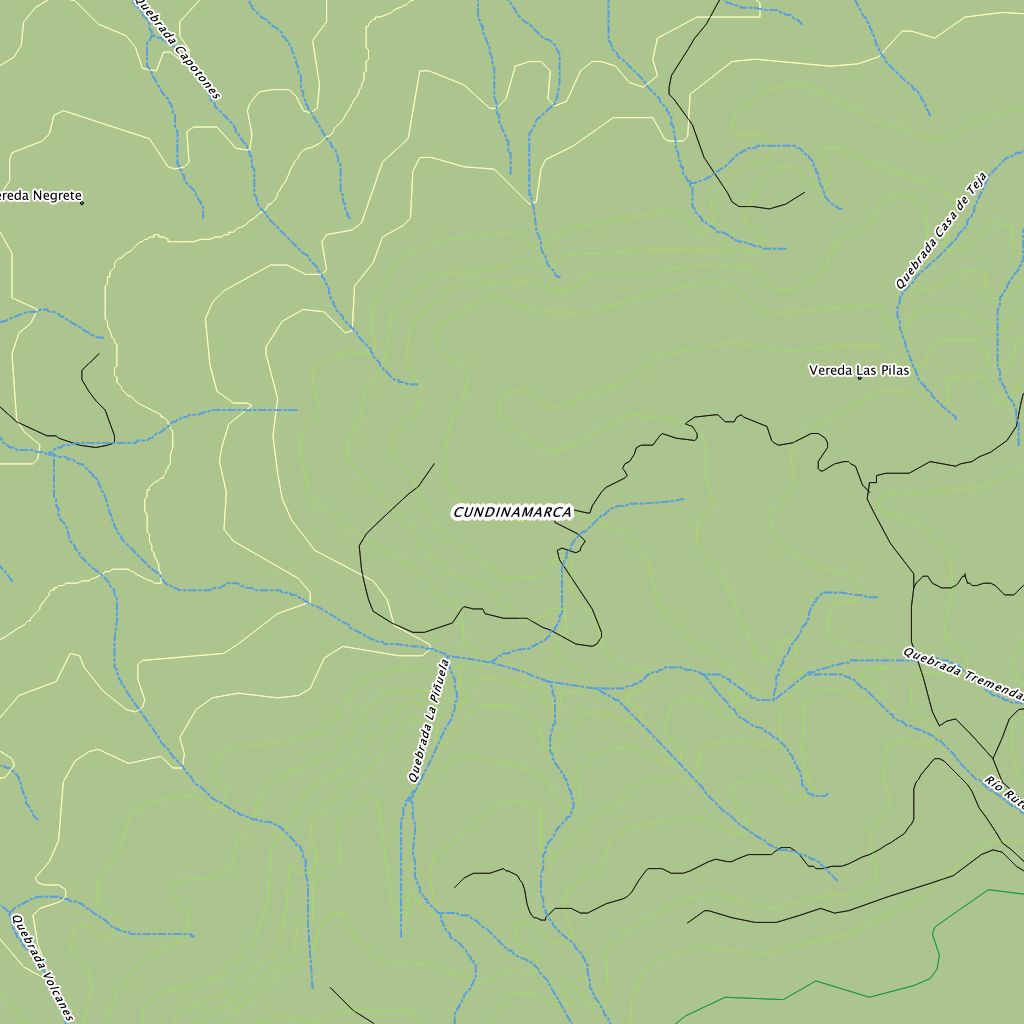 Quebrada Capotones
ereda Negrete
Quebrada Casa de Teja
Vereda Las Pilas
CUNDINAMARCA
Quebrada La Piñuela
Quebrada Tremenda
Río Rute
Quebrada Volcanes